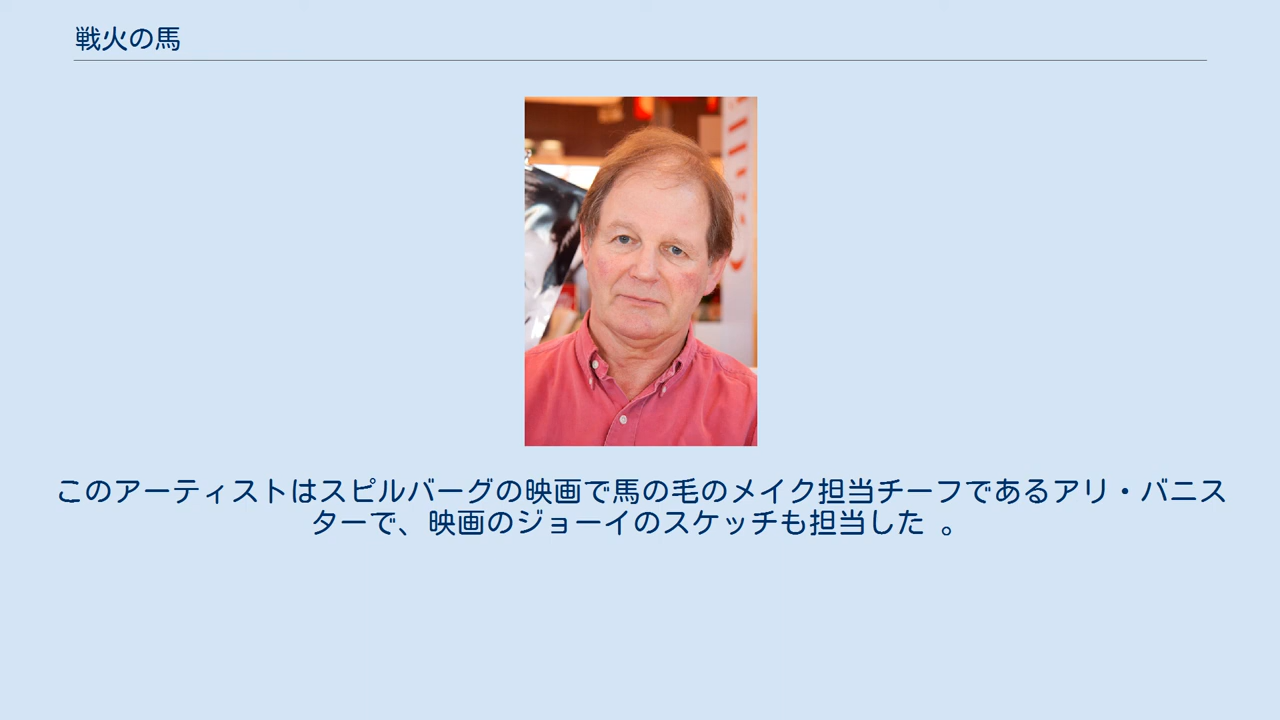 戦火の馬
このアーティストはスピルバーグの映画で馬の毛のメイク担当チーフであるアリ・バニス
ターで、映画のジョーイのスケッチも担当した 。